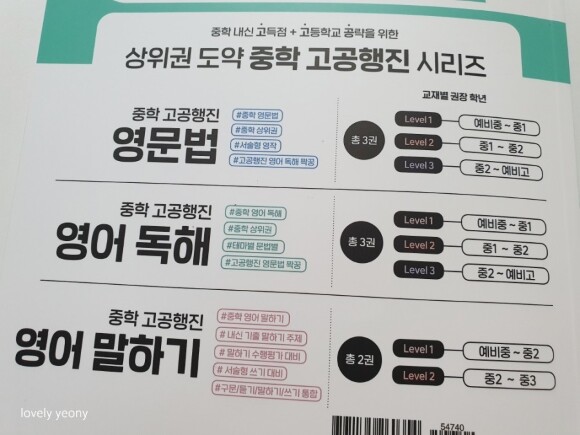 중학 내신 고득점 + 고등학교 공략을 위한
상위권 도약 중학 고공행진 시리즈
교재별 권장 학년
중학 고공행진
영문법
#중학 영문법
#중학 상위권
#서술형 영작
#고공행진 영어 독해 짝꿍
총 3권
Level 1 예비중 ~ 중1
Level 2 중1 ~ 중2
Level 3 중2 ~ 예비고
중학 고공행진
영어 독해
#중학 영어 독해
#중학 상위권
#테마별 문법별
#고공행진 영문법 짝꿍
총 3권
Level 1 예비중 ~ 중1
Level 2 중1 ~ 중2
Level 3 중2 ~ 예비고
중학 고공행진
영어 말하기
#중학 영어 말하기
# 내신 기출 말하기 주제
# 말하기 수행평가 대비
# 서술형 쓰기 대비
#구문/듣기/말하기/쓰기 통합
총 2권
Level 1 예비중 ~ 중2
Level 2 중2 ~ 중3
54740
lovely yeony